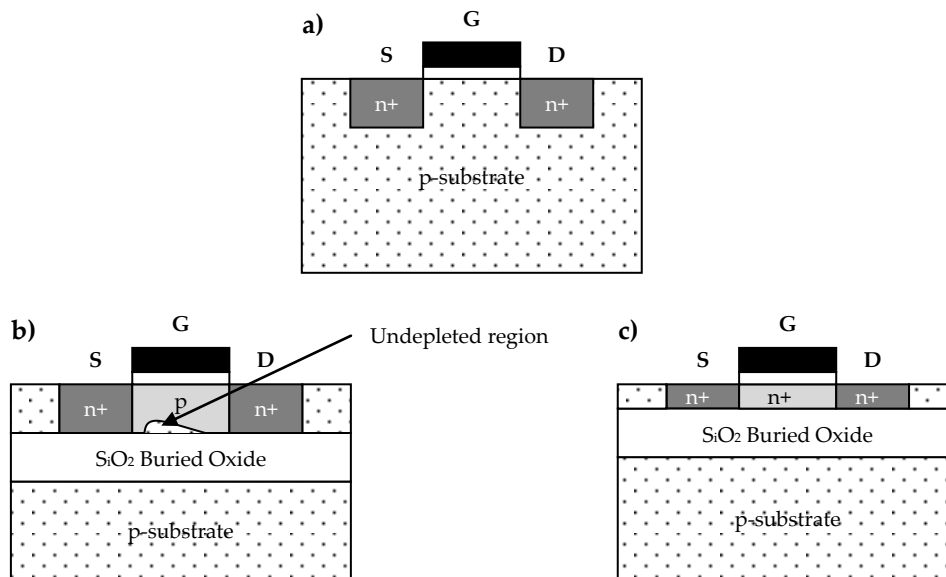 a)
G
S
D
n+
n+
p-substrate
b)
G
Undepleted region
S
D
n+
p
n+
SiO2 Buried Oxide
p-substrate
c)
G
S
D
n+
n+
n+
SiO2 Buried Oxide
p-substrate